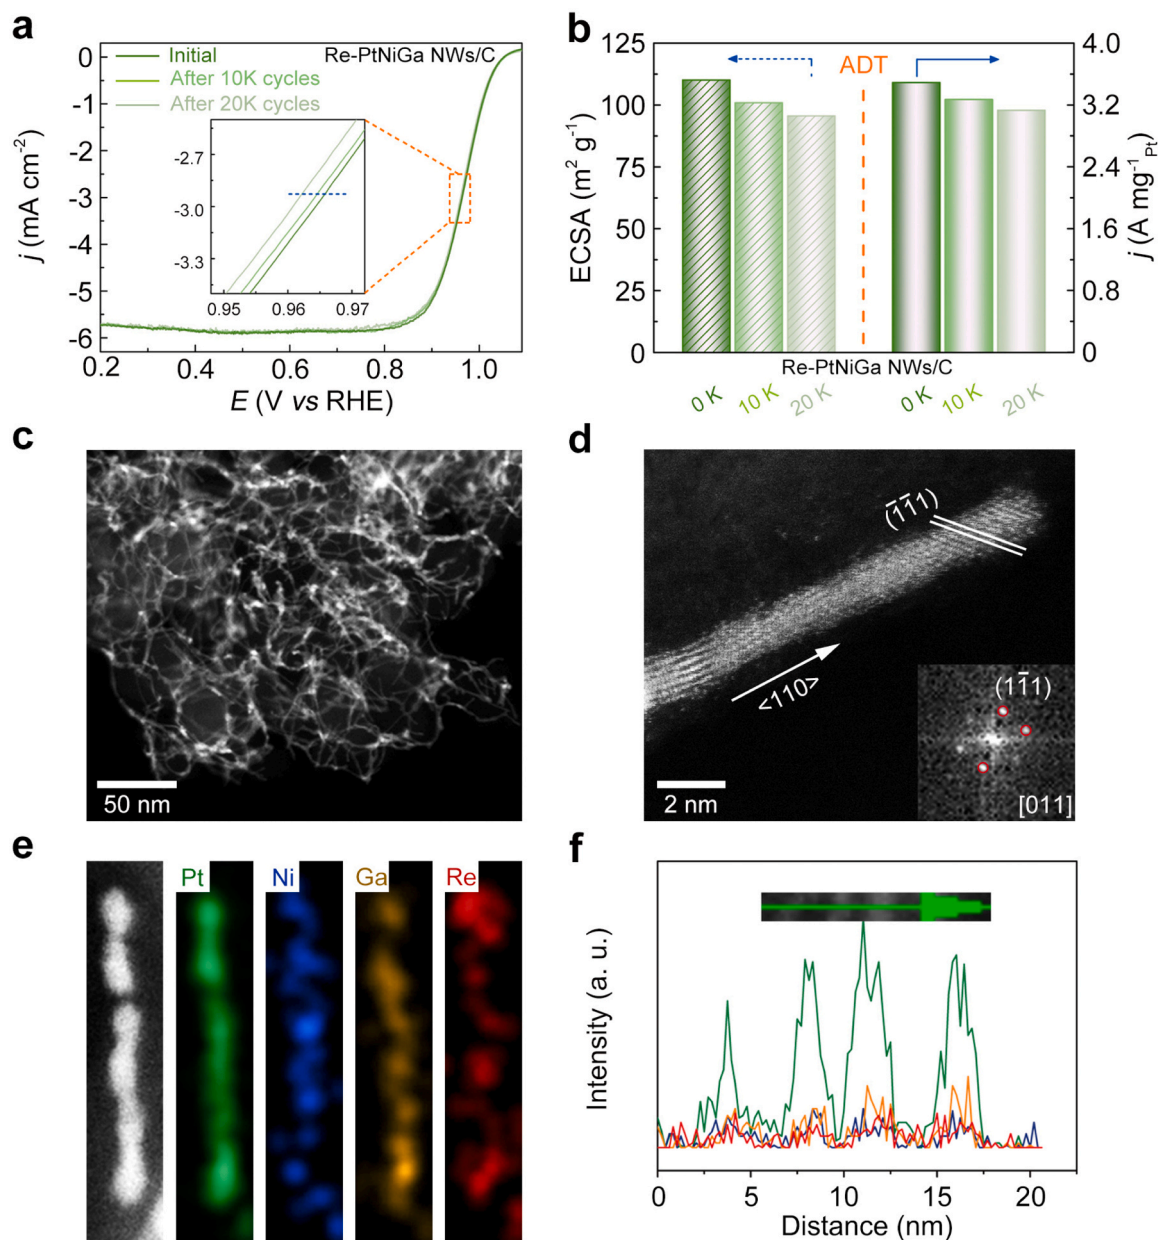 a
Initial
Re-PtNiGa NWs/C
After 10K cycles
After 20K cycles
0
-1
-2
-3
-4
-5
-6
j (mA cm-2)
-2.7
-3.0
-3.3
0.95 0.96 0.97
0.2 0.4 0.6 0.8 1.0
E (V vs RHE)
b
125
100
75
50
25
0
ECSA (m2 g-1)
ADT
4.0
3.2
2.4
1.6
0.8
0
j (A mg-1Pt)
Re-PtNiGa NWs/C
0 K 10 K 20 K 0 K 10 K 20 K
c
50 nm
d
(1̅1̅1)
<110>
2 nm
(11̅1)
[011]
e
Pt Ni Ga Re
f
Intensity (a. u.)
0 5 10 15 20
Distance (nm)